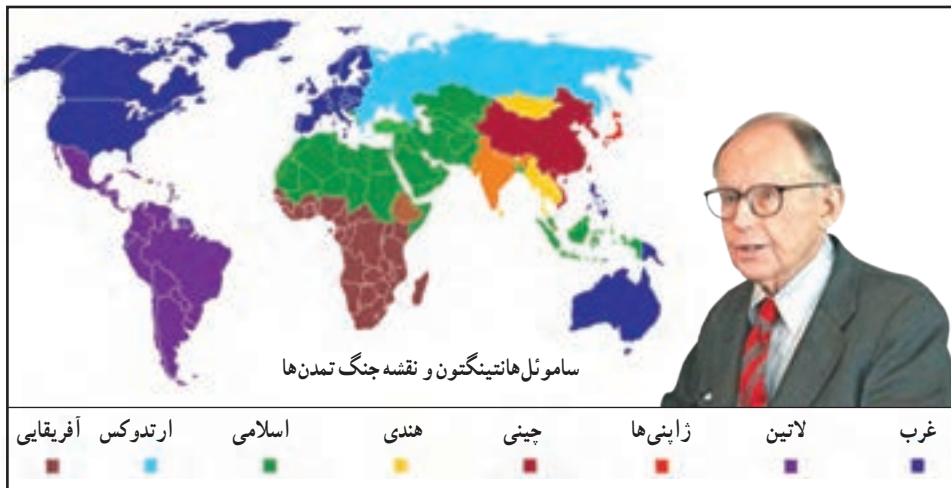 ساموئل‌هانتینگتون و نقشه جنگ تمدن‌ها
غرب لاتین ژاپنی‌ها چینی هندی اسلامی ارتدوکس آفریقایی